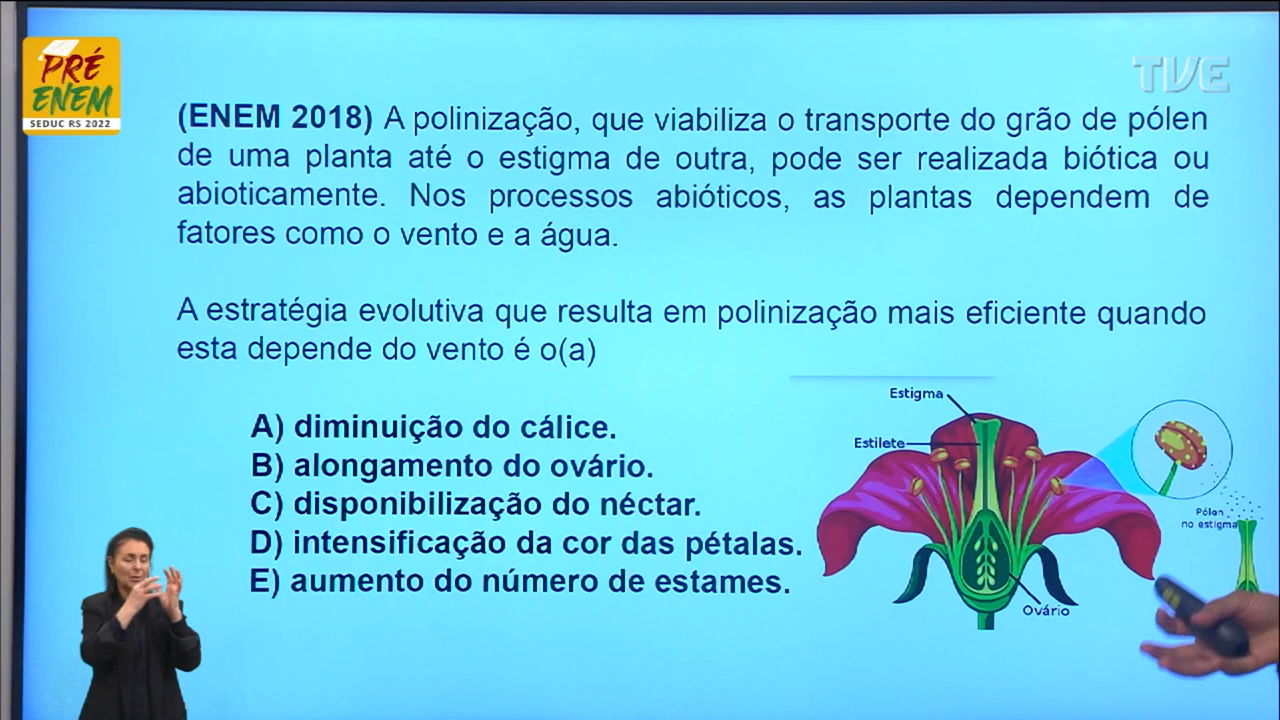 PRÉ
ENEM
SEDUC RS 2022
TVE
(ENEM 2018) A polinização, que viabiliza o transporte do grão de pólen
de uma planta até o estigma de outra, pode ser realizada biótica ou
abioticamente. Nos processos abióticos, as plantas dependem de
fatores como o vento e a água.
A estratégia evolutiva que resulta em polinização mais eficiente quando
esta depende do vento é o(a)
A) diminuição do cálice.
B) alongamento do ovário.
C) disponibilização do néctar.
D) intensificação da cor das pétalas.
E) aumento do número de estames.
Estigma
Estilete
Pólen
no estigma
Ovário